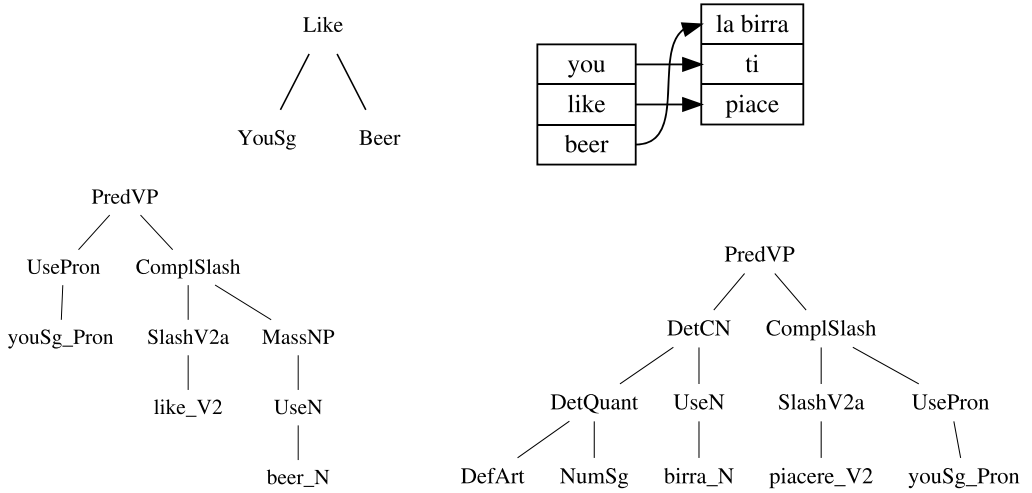 Like
YouSg Beer
you
like
beer
la birra
ti
piace
PredVP
UsePron ComplSlash
youSg_Pron SlashV2a MassNP
like_V2 UseN
beer_N
PredVP
DetCN ComplSlash
DetQuant UseN SlashV2a UsePron
DefArt NumSg birra_N piacere_V2 youSg_Pron